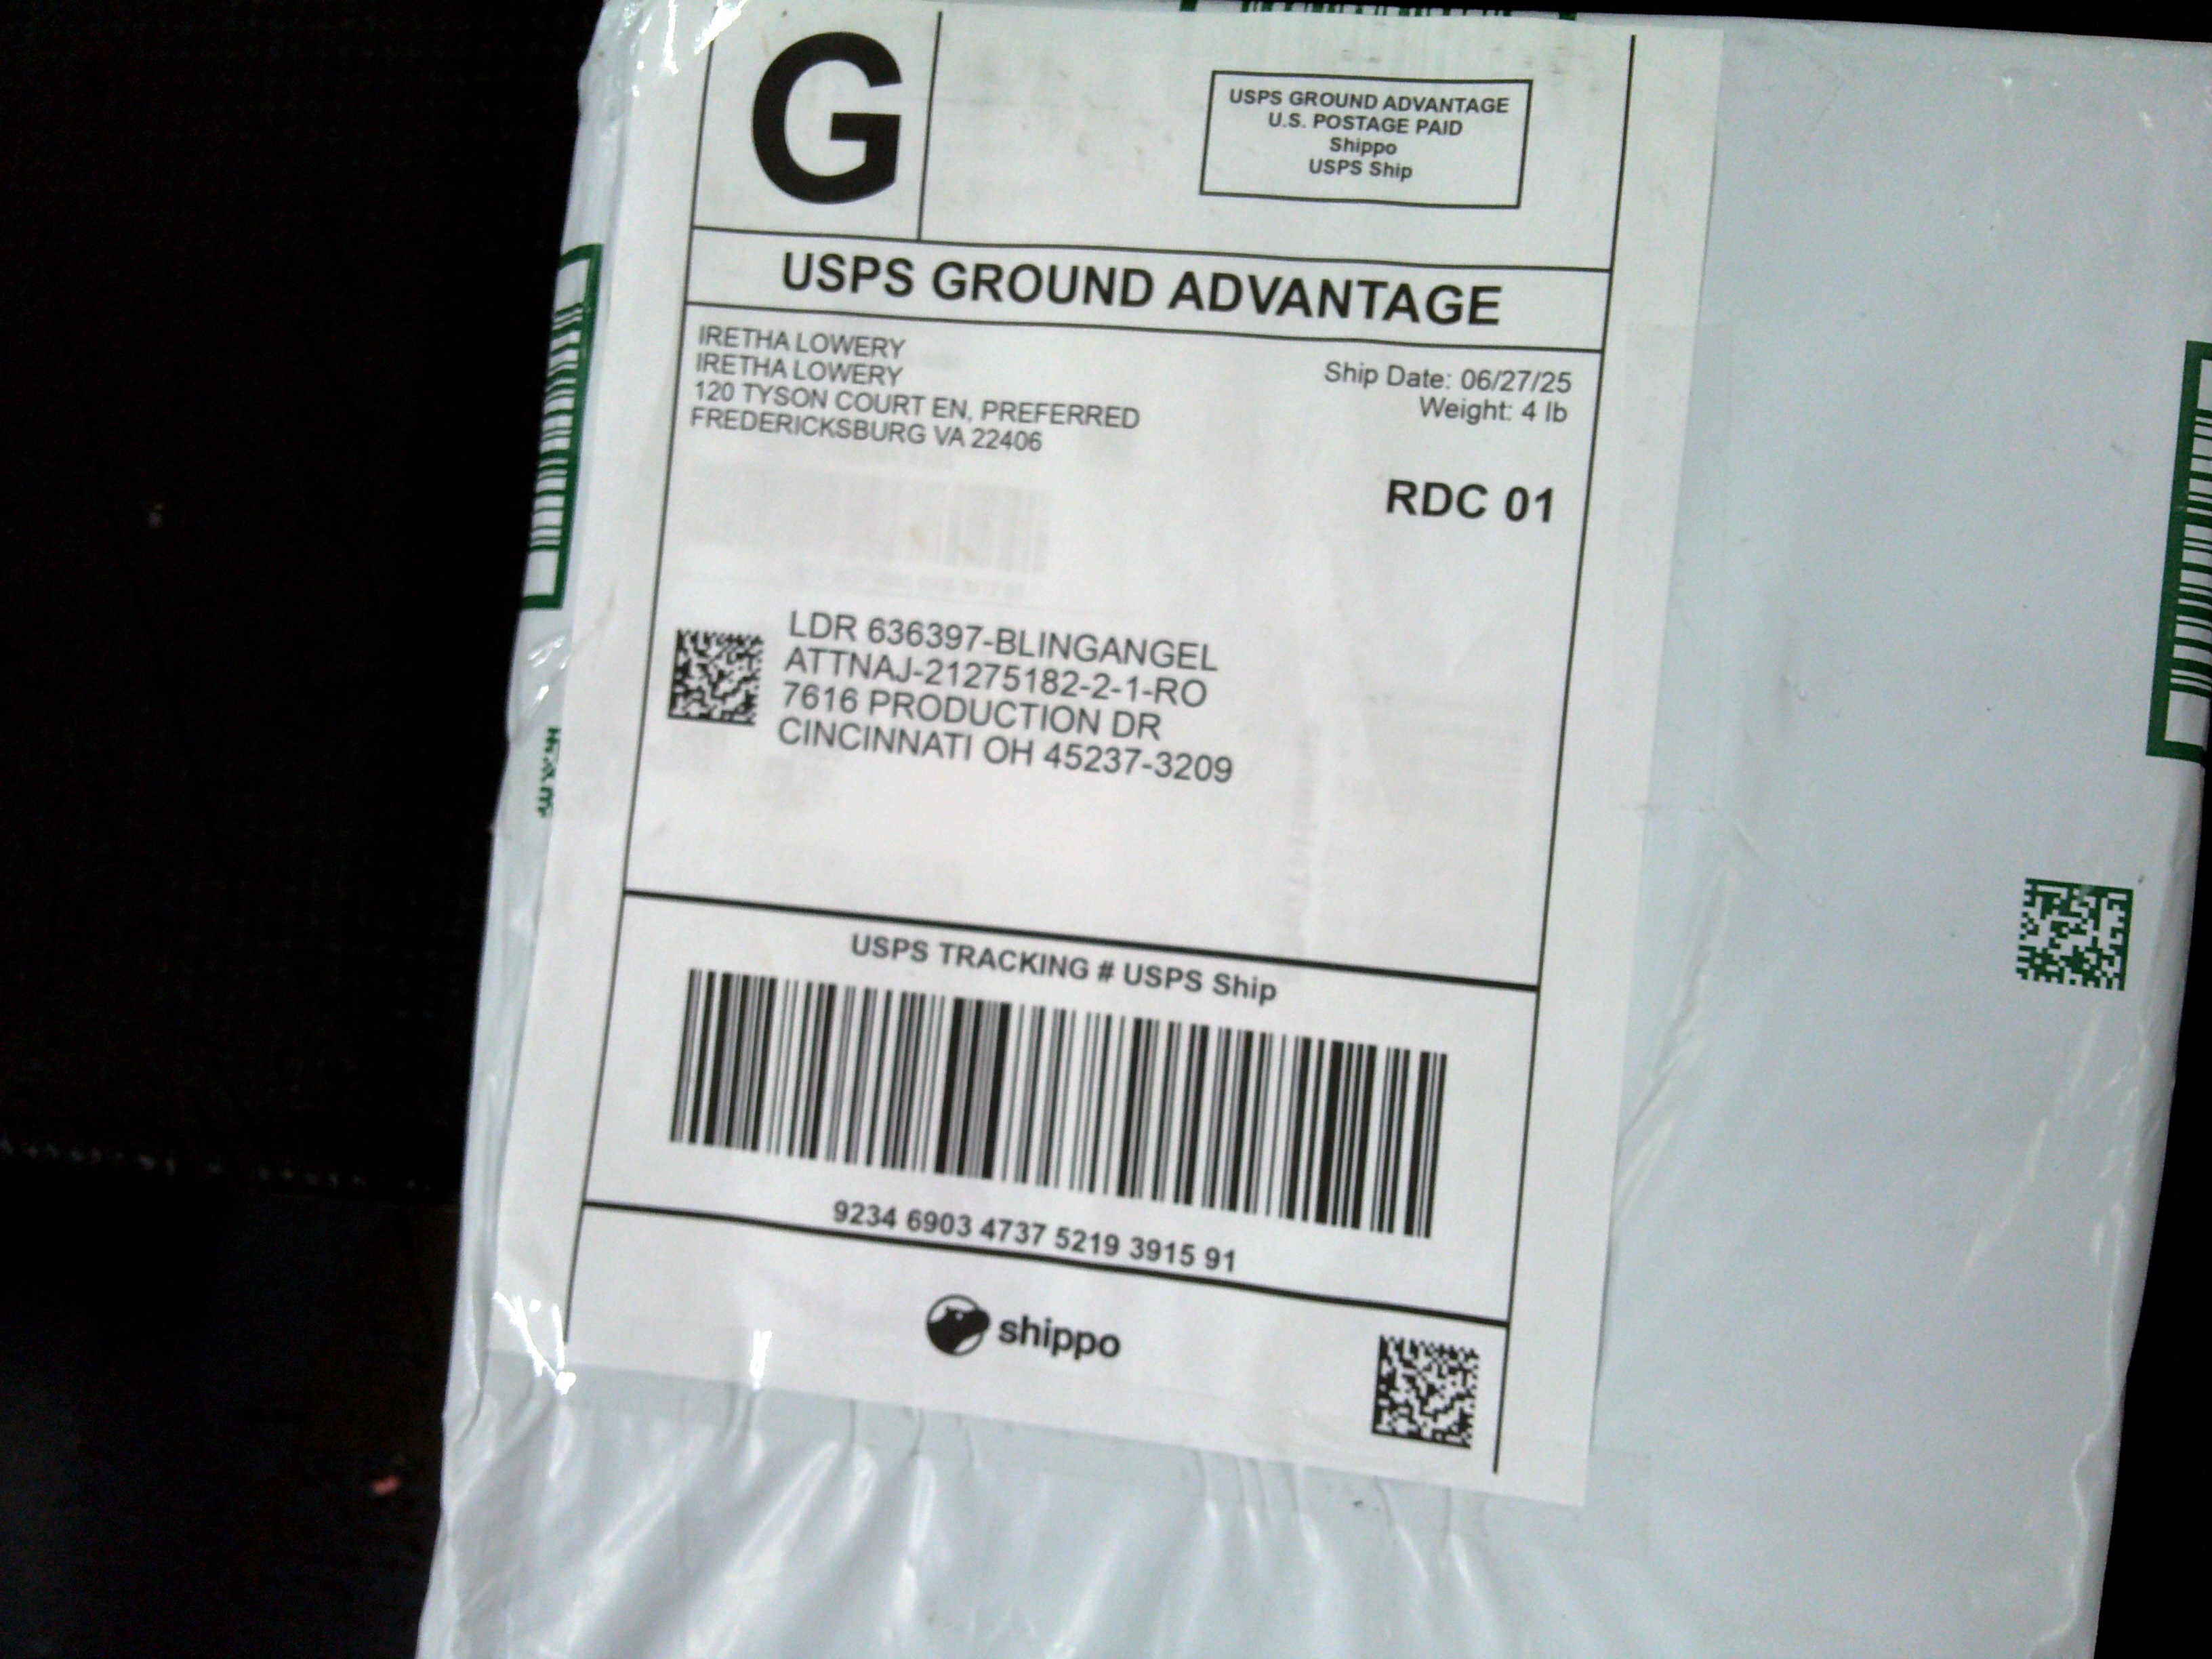 G
USPS GROUND ADVANTAGE
U.S. POSTAGE PAID
Shippo
USPS Ship
USPS GROUND ADVANTAGE
IRETHA LOWERY
IRETHA LOWERY
120 TYSON COURT EN, PREFERRED
FREDERICKSBURG VA 22406
Ship Date: 06/27/25
Weight: 4 lb
RDC 01
LDR 636397-BLINGANGEL
ATTNAJ-21275182-2-1-RO
7616 PRODUCTION DR
CINCINNATI OH 45237-3209
USPS TRACKING # USPS Ship
9234 6903 4737 5219 3915 91
shippo